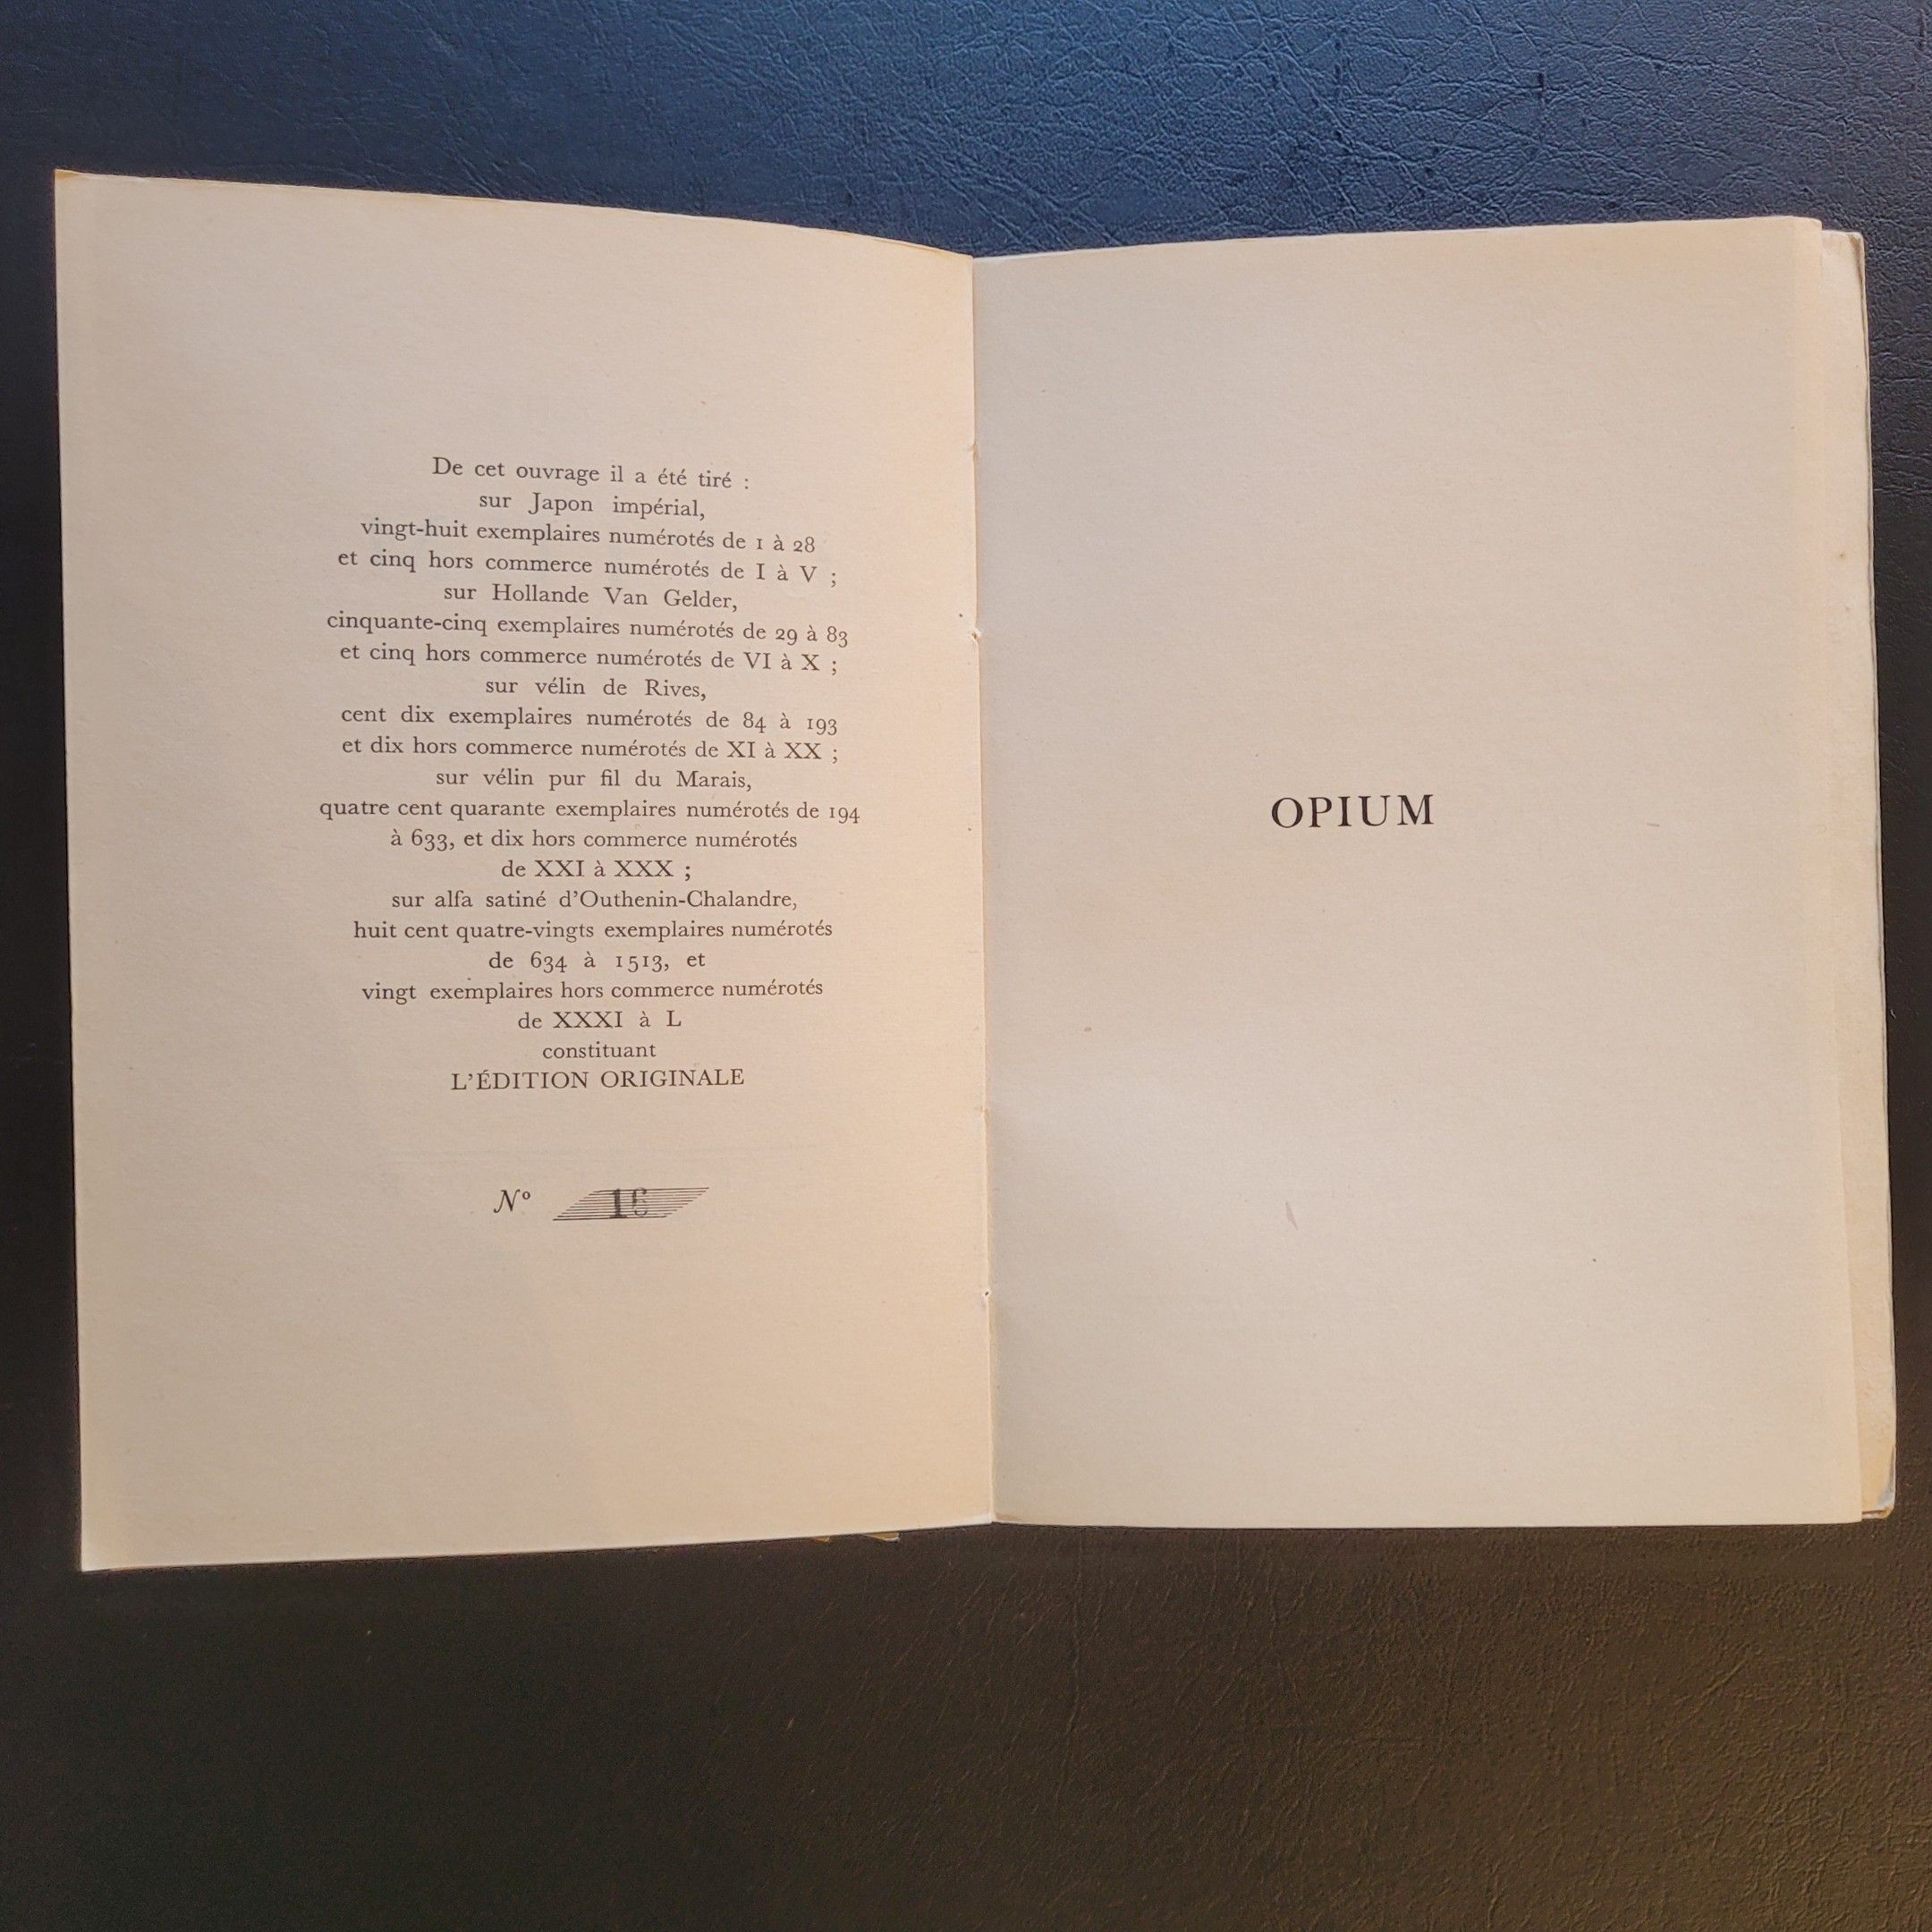 De cet ouvrage il a été tiré :
sur Japon impérial,
vingt-huit exemplaires numérotés de 1 à 28
et cinq hors commerce numérotés de I à V ;
sur Hollande Van Gelder,
cinquante-cinq exemplaires numérotés de 29 à 83
et cinq hors commerce numérotés de VI à X ;
sur vélin de Rives,
cent dix exemplaires numérotés de 84 à 193
et dix hors commerce numérotés de XI à XX ;
sur vélin pur fil du Marais,
quatre cent quarante exemplaires numérotés de 194
à 633, et dix hors commerce numérotés
de XXI à XXX ;
sur alfa satiné d'Outhenin-Chalandre,
huit cent quatre-vingts exemplaires numérotés
de 634 à 1513, et
vingt exemplaires hors commerce numérotés
de XXXI à L
constituant
L'ÉDITION ORIGINALE
Nº 16
OPIUM